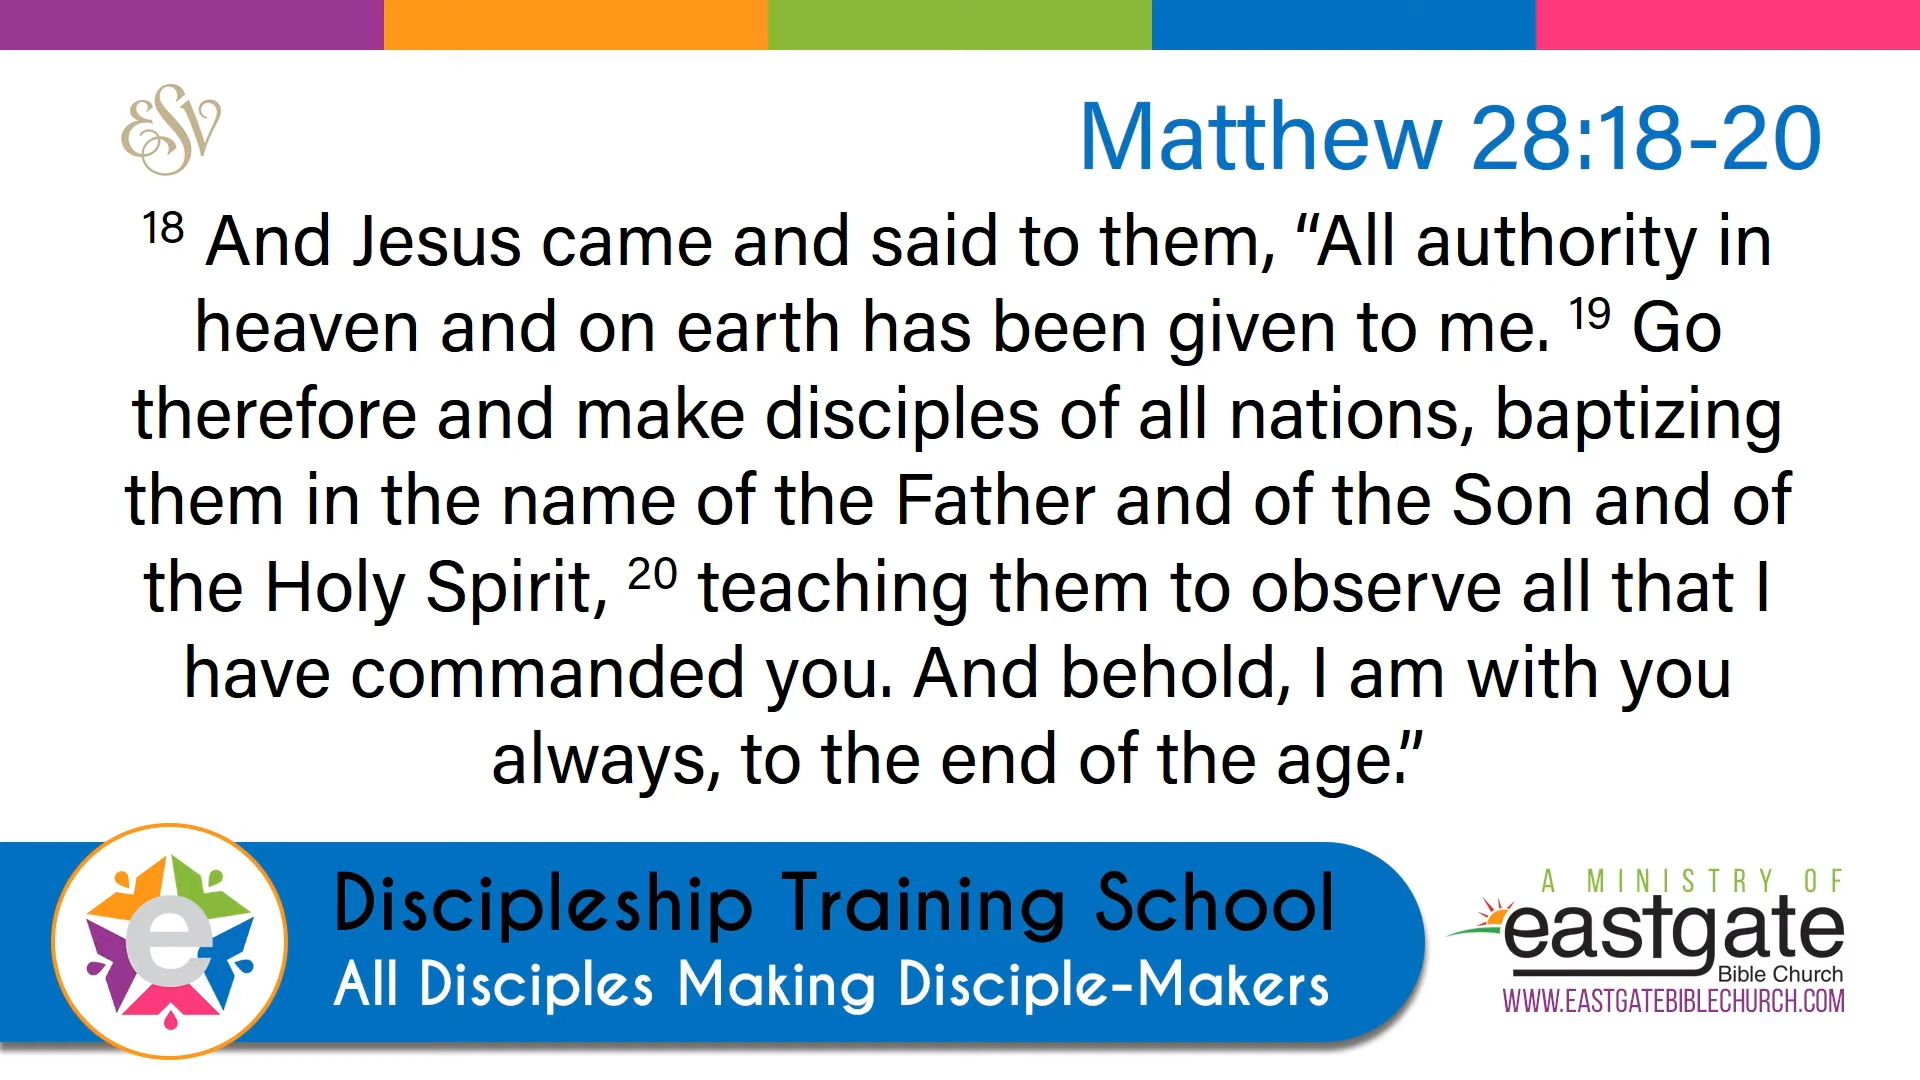 ESV
Matthew 28:18-20
18 And Jesus came and said to them, “All authority in
heaven and on earth has been given to me. 19 Go
therefore and make disciples of all nations, baptizing
them in the name of the Father and of the Son and of
the Holy Spirit, 20 teaching them to observe all that I
have commanded you. And behold, I am with you
always, to the end of the age.”
e
Discipleship Training School
All Disciples Making Disciple-Makers
A MINISTRY OF
eastgate
Bible Church
WWW.EASTGATEBIBLECHURCH.COM